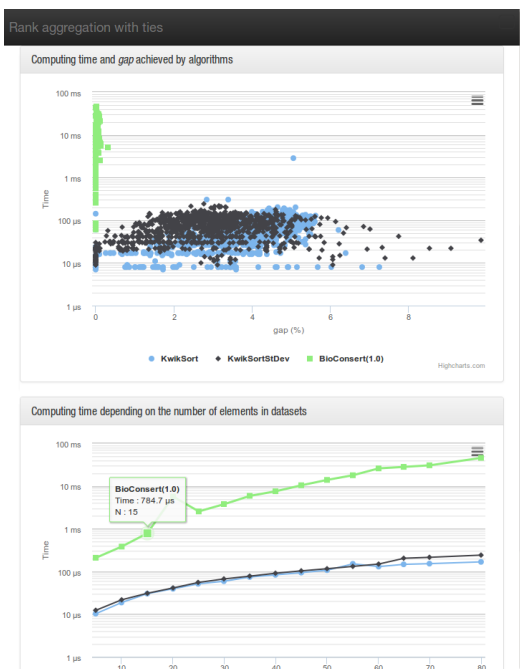 Rank aggregation with ties
Computing time and gap achieved by algorithms
100 ms
10 ms
1 ms
100 µs
10 µs
1 µs
Time
0 2 4 6 8
gap (%)
KwikSort KwikSortStDev BioConsert(1.0)
Highcharts.com
Computing time depending on the number of elements in datasets
100 ms
10 ms
1 ms
100 µs
10 µs
1 µs
Time
BioConsert(1.0)
Time : 784.7 µs
N : 15
10 20 30 40 50 60 70 80